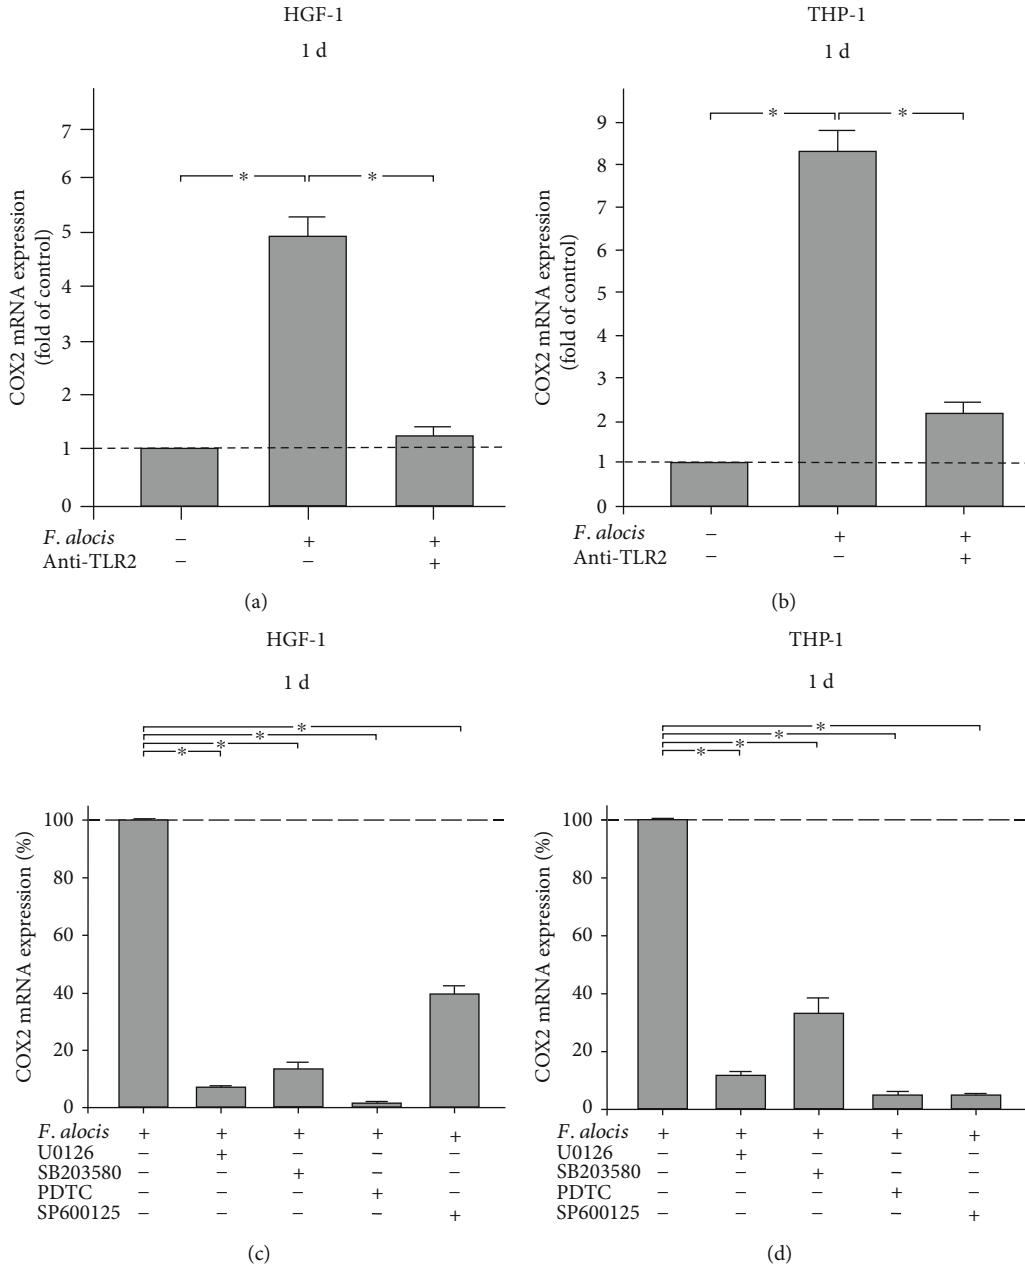 HGF-1
1 d
COX2 mRNA expression
(fold of control)
7
6
5
4
3
2
1
0
* *
F. alocis − + +
Anti-TLR2 − − +
(a)
THP-1
1 d
COX2 mRNA expression
(fold of control)
9
8
7
6
5
4
3
2
1
0
* *
F. alocis − + +
Anti-TLR2 − − +
(b)
HGF-1
1 d
*
*
*
*
COX2 mRNA expression (%)
100
80
60
40
20
0
F. alocis + + + + +
U0126 − + − − −
SB203580 − − + − −
PDTC − − − + −
SP600125 − − − − +
(c)
THP-1
1 d
*
*
*
*
COX2 mRNA expression (%)
100
80
60
40
20
0
F. alocis + + + + +
U0126 − + − − −
SB203580 − − + − −
PDTC − − − + −
SP600125 − − − − +
(d)